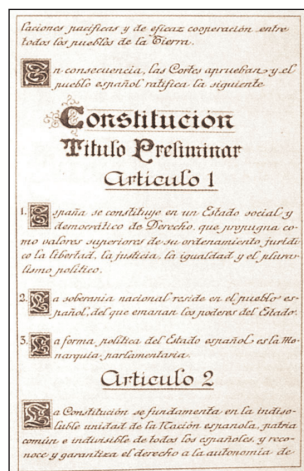 laciones pacíficas y de eficaz cooperación entre
todos los pueblos de la Tierra.
En consecuencia, las Cortes aprueban y el
pueblo español ratifica la siguiente
Constitución
Título Preliminar
Artículo 1
1. España se constituye en un Estado social y
democrático de Derecho, que propugna co
mo valores superiores de su ordenamiento jurídi
co la libertad, la justicia, la igualdad y el plura-
lismo político.
2. La soberanía nacional reside en el pueblo es-
pañol, del que emanan los poderes del Estado.
3. La forma política del Estado español es la Mo-
narquía parlamentaria.
Artículo 2
La Constitución se fundamenta en la indiso-
luble unidad de la Nación española, patria
común e indivisible de todos los españoles, y reco-
noce y garantiza el derecho a la autonomía de